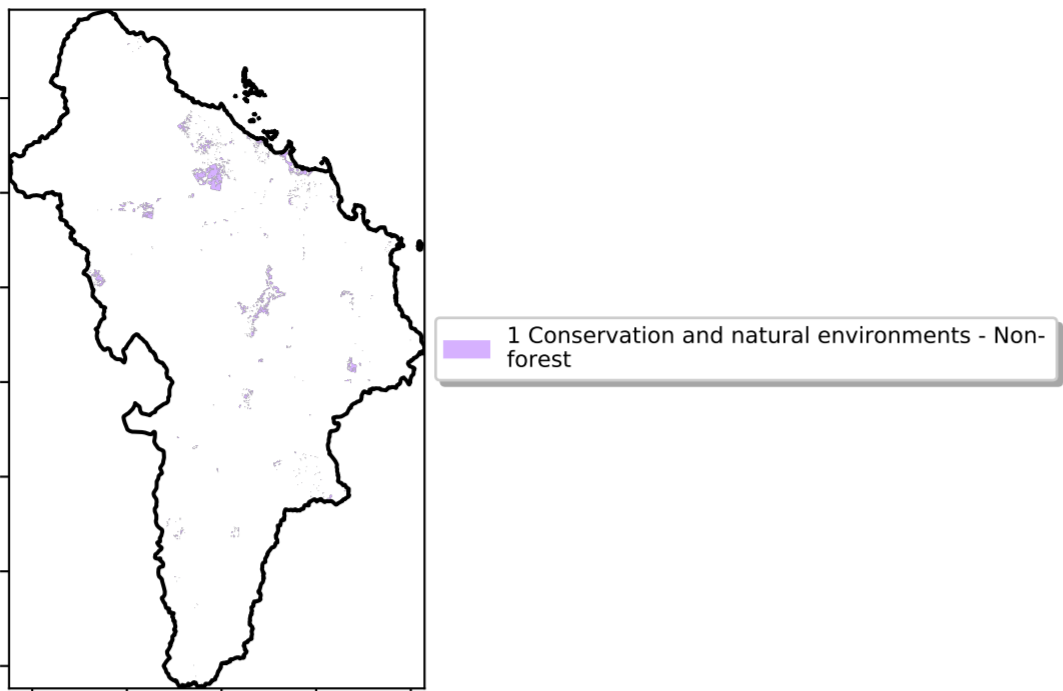 1 Conservation and natural environments - Non-
forest